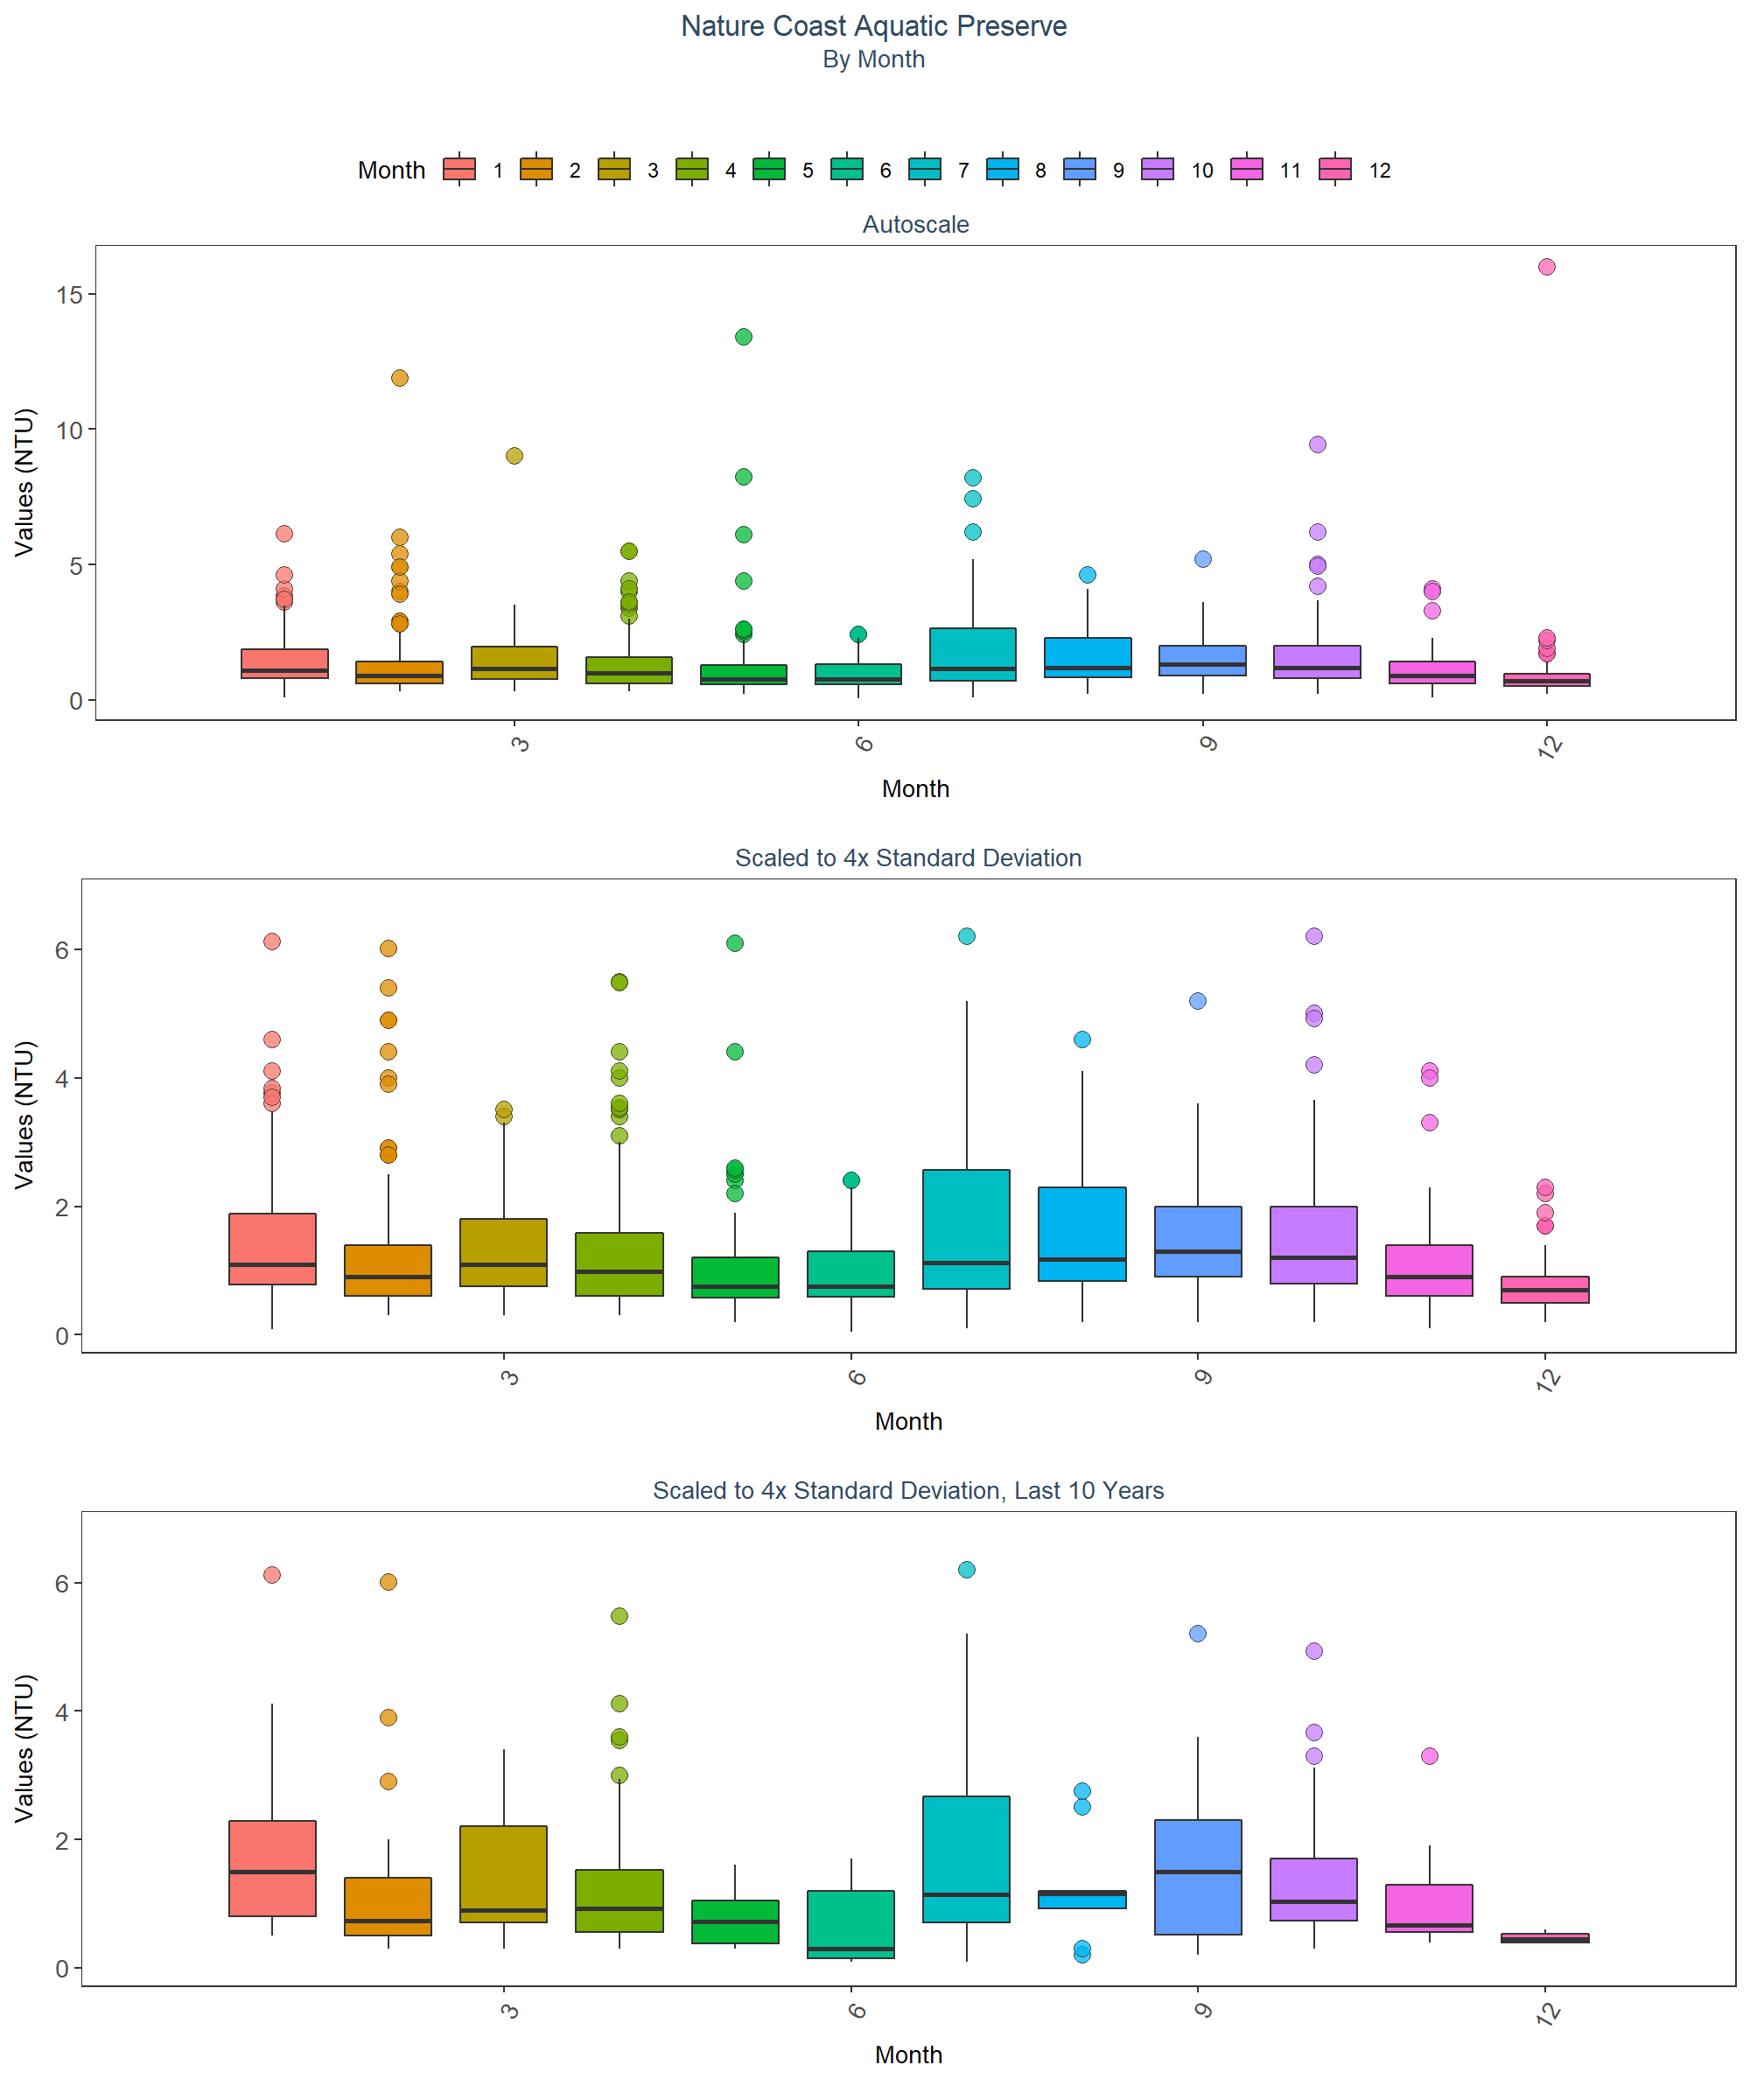 Nature Coast Aquatic Preserve
By Month
Month 1 2 3 4 5 6 7 8 9 10 11 12
Autoscale
Values (NTU)
15
10
5
0
3 6 9 12
Month
Scaled to 4x Standard Deviation
Values (NTU)
6
4
2
0
3 6 9 12
Month
Scaled to 4x Standard Deviation, Last 10 Years
Values (NTU)
6
4
2
0
3 6 9 12
Month